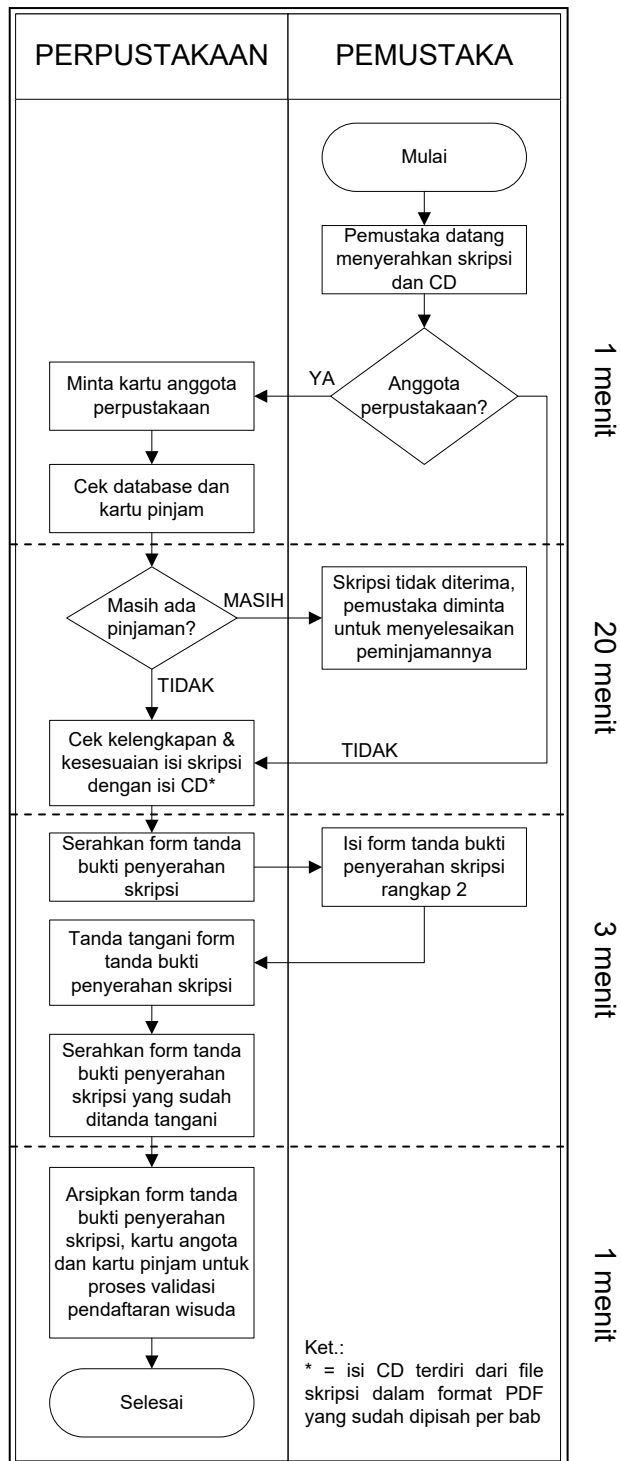 PERPUSTAKAAN
PEMUSTAKA
Mulai
Pemustaka datang
menyerahkan skripsi
dan CD
Anggota
perpustakaan?
YA
Minta kartu anggota
perpustakaan
Cek database dan
kartu pinjam
1 menit
Masih ada
pinjaman?
MASIH
Skripsi tidak diterima,
pemustaka diminta
untuk menyelesaikan
peminjamannya
TIDAK
TIDAK
Cek kelengkapan &
kesesuaian isi skripsi
dengan isi CD*
20 menit
Serahkan form tanda
bukti penyerahan
skripsi
Isi form tanda bukti
penyerahan skripsi
rangkap 2
Tanda tangani form
tanda bukti
penyerahan skripsi
Serahkan form tanda
bukti penyerahan
skripsi yang sudah
ditanda tangani
3 menit
Arsipkan form tanda
bukti penyerahan
skripsi, kartu angota
dan kartu pinjam untuk
proses validasi
pendaftaran wisuda
1 menit
Selesai
Ket.:
* = isi CD terdiri dari file
skripsi dalam format PDF
yang sudah dipisah per bab